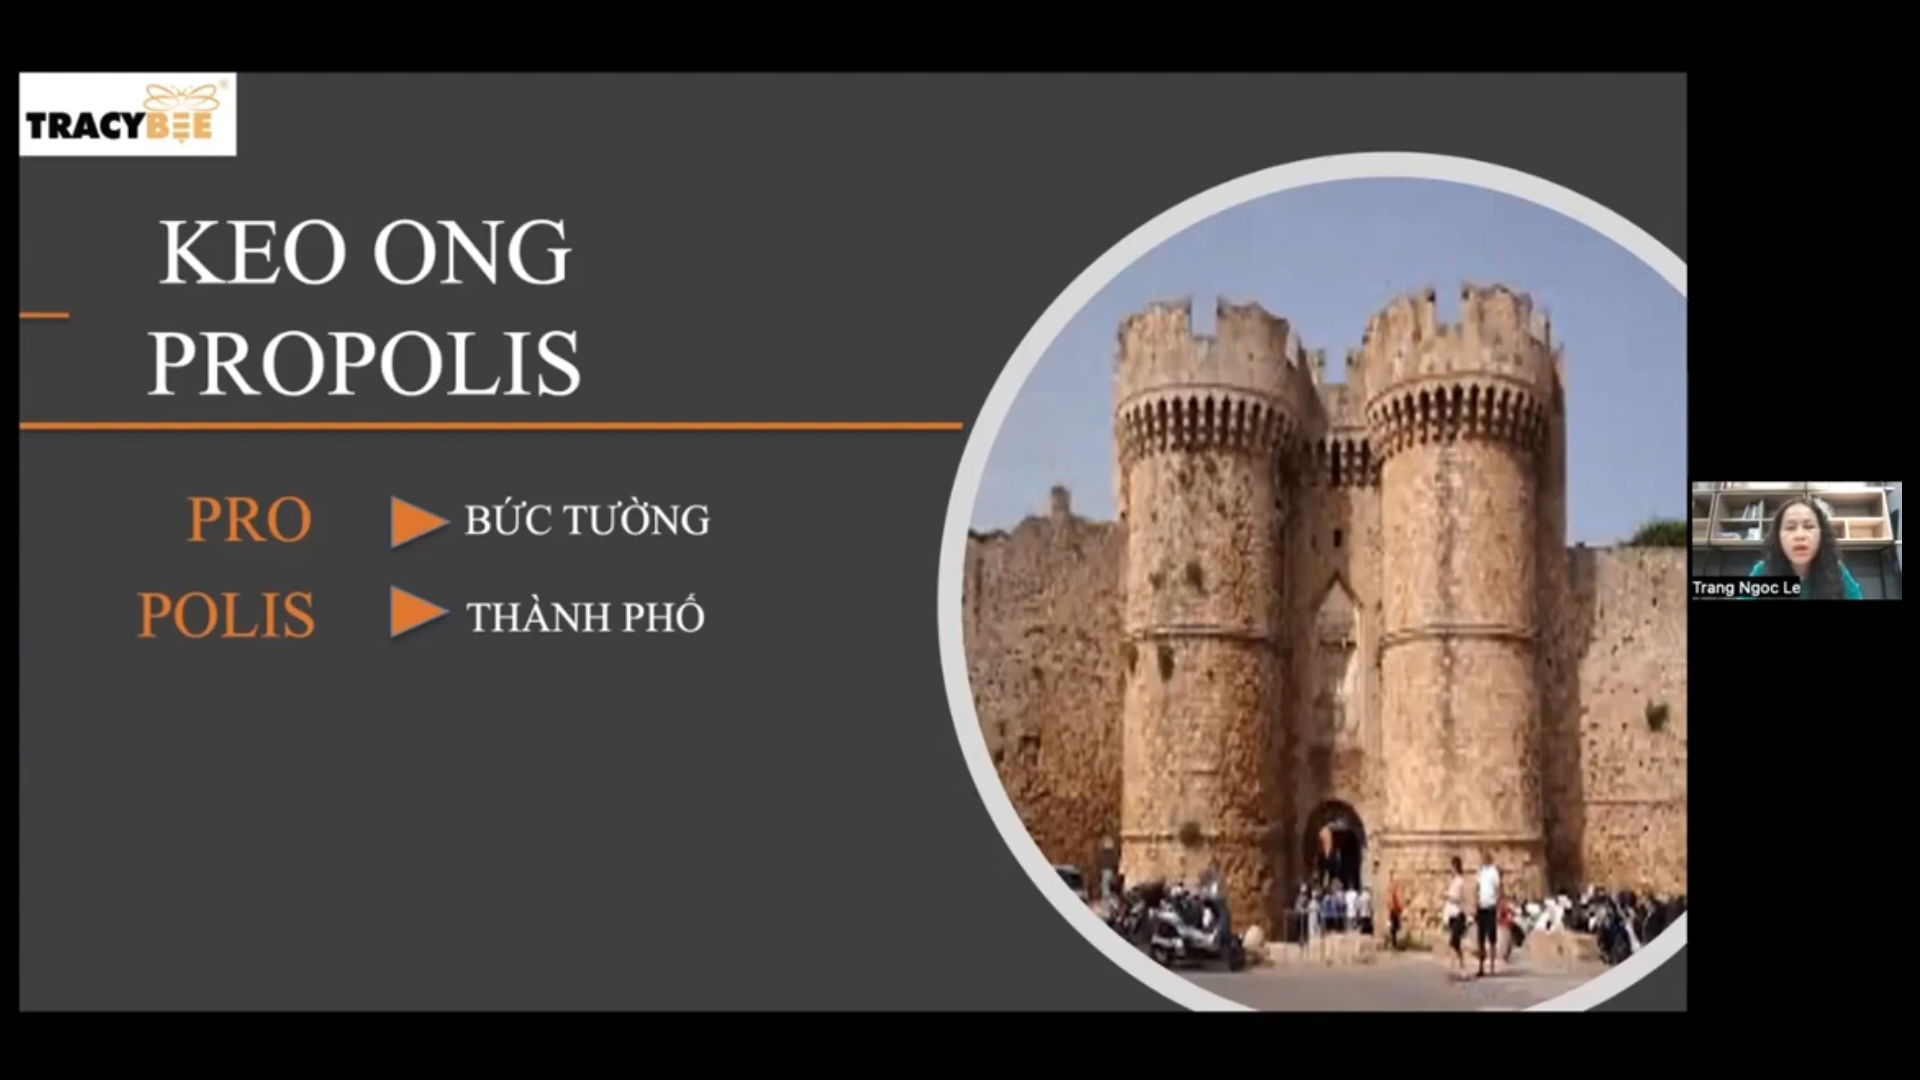 TRACYBEE
KEO ONG
PROPOLIS
PRO
BỨC TƯỜNG
POLIS
THÀNH PHỐ
Trang Ngoc Le